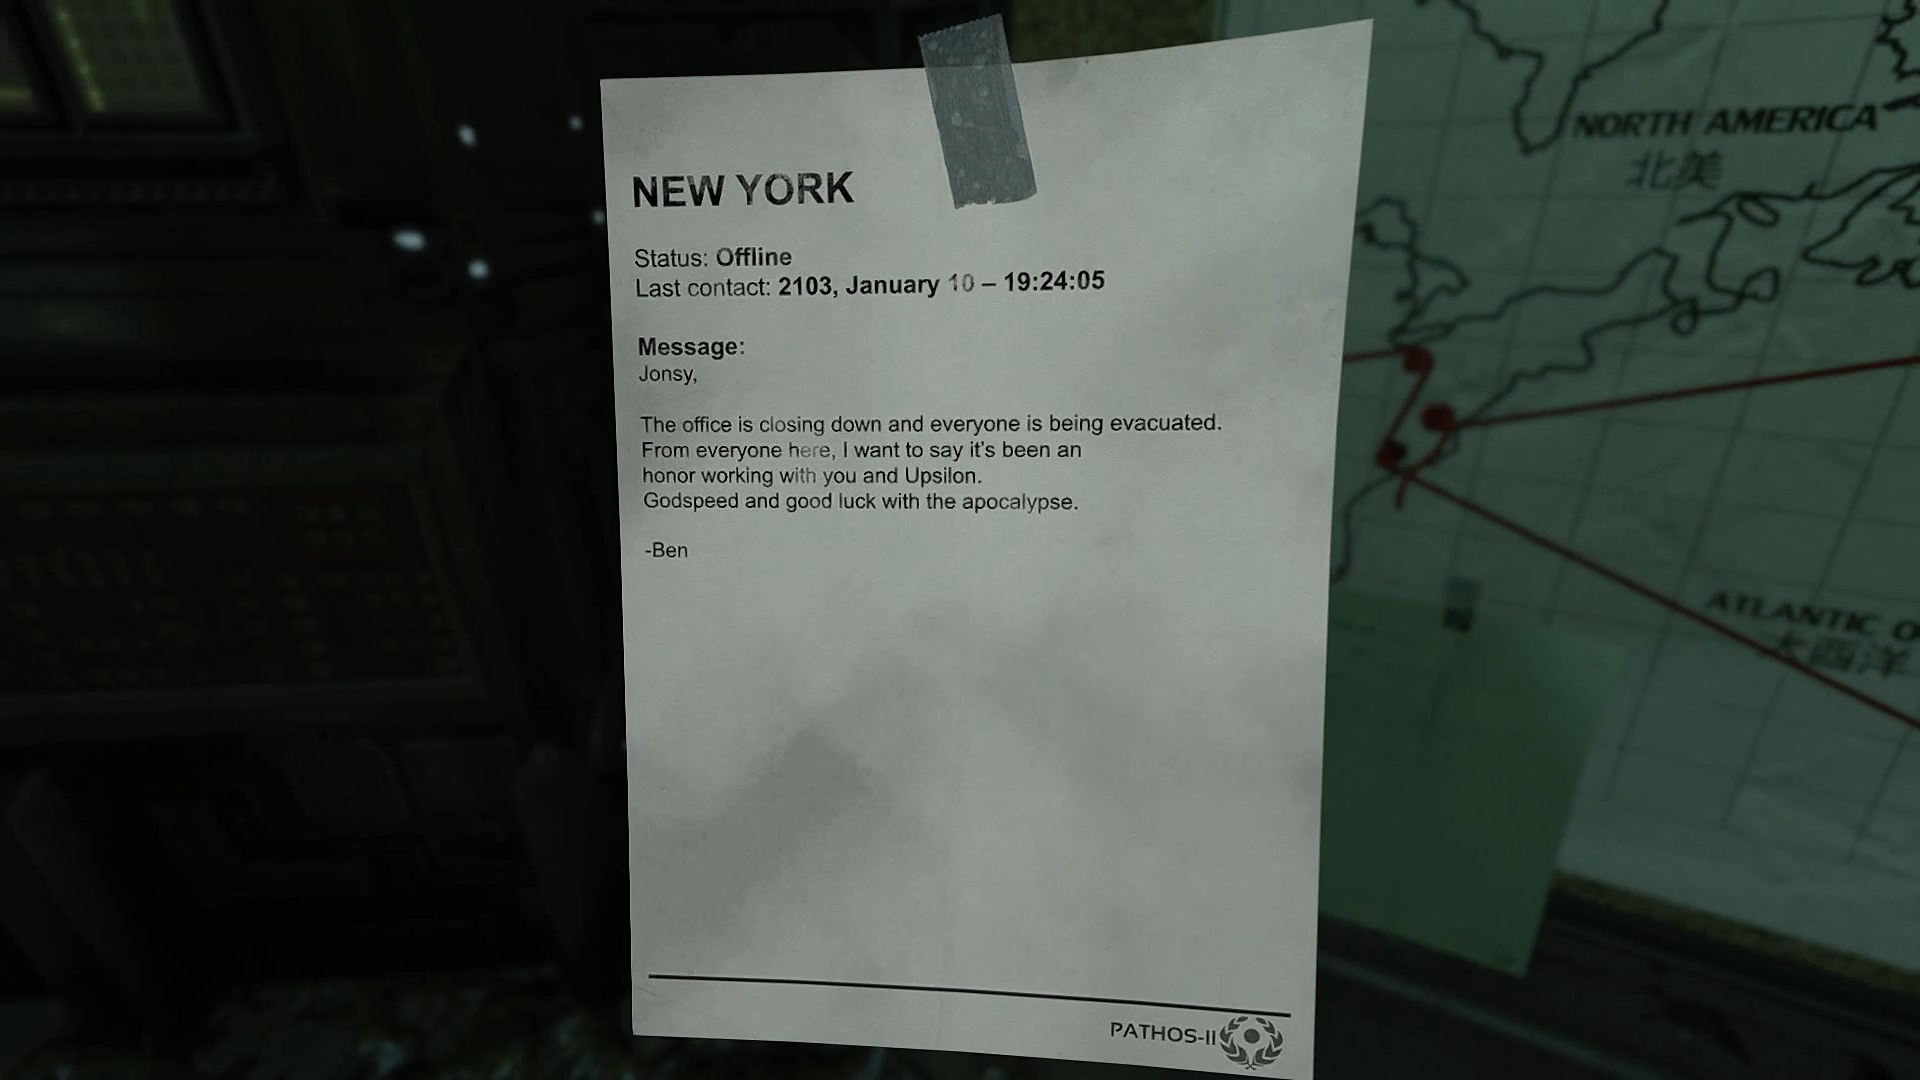 NEW YORK
Status: Offline
Last contact: 2103, January 10 – 19:24:05
Message:
Jonsy,
The office is closing down and everyone is being evacuated.
From everyone here, I want to say it's been an
honor working with you and Upsilon.
Godspeed and good luck with the apocalypse.
-Ben
PATHOS-II
NORTH AMERICA
北美
ATLANTIC O
大西洋